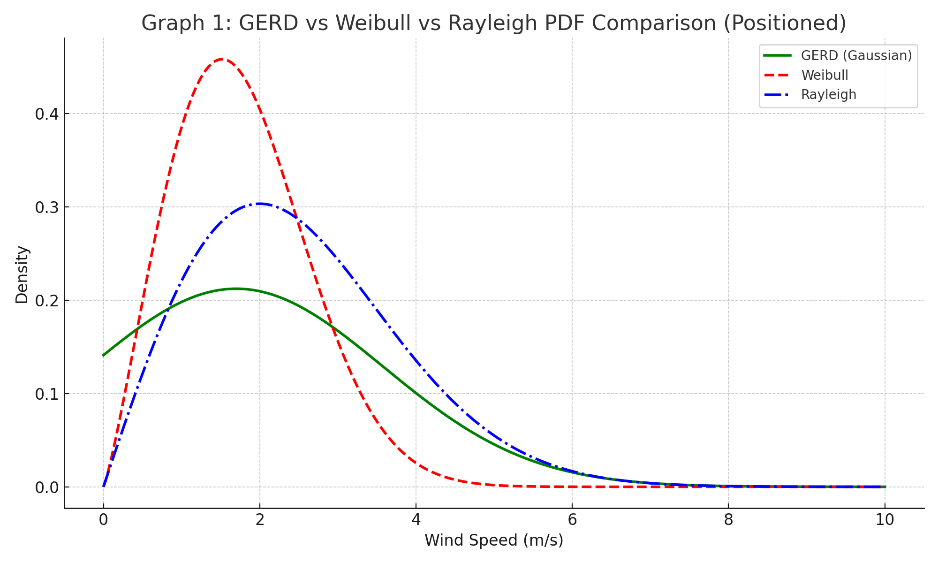 Graph 1: GERD vs Weibull vs Rayleigh PDF Comparison (Positioned)
GERD (Gaussian)
Weibull
Rayleigh
Density
0.4
0.3
0.2
0.1
0.0
0 2 4 6 8 10
Wind Speed (m/s)